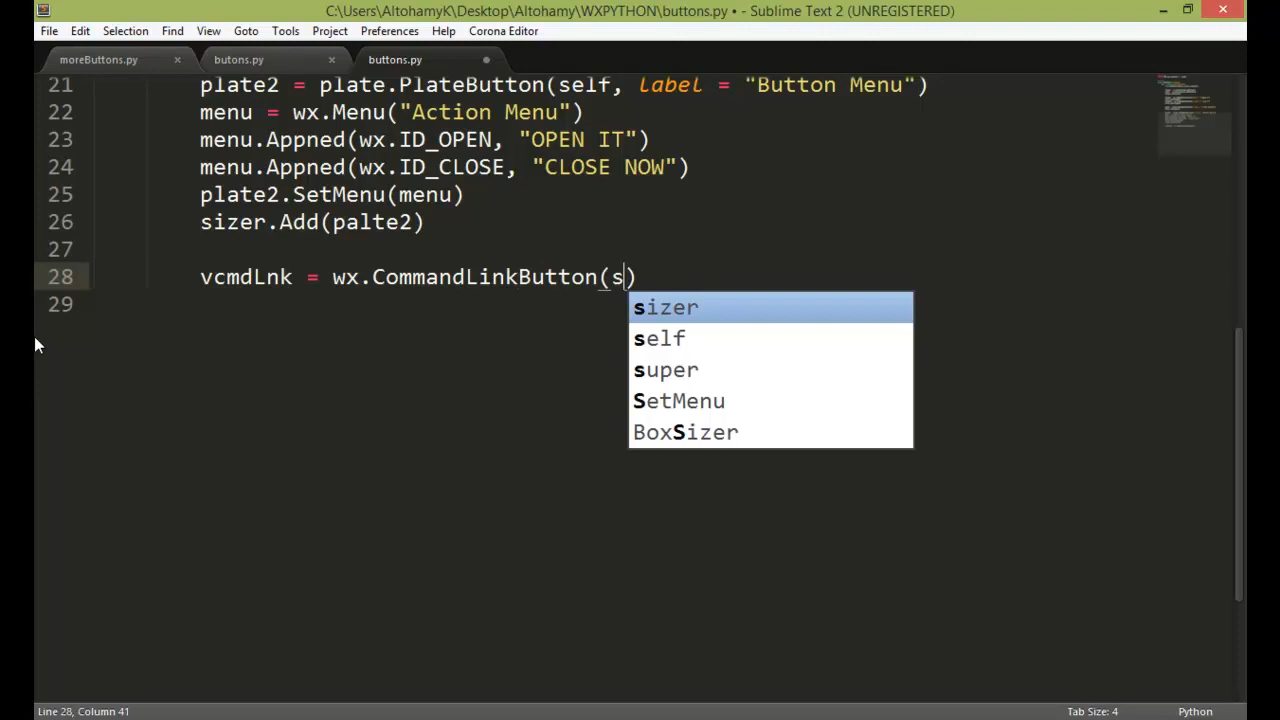 C:\Users\AltohamyK\Desktop\Altohamy\WXPYTHON\buttons.py • - Sublime Text 2 (UNREGISTERED)
File Edit Selection Find View Goto Tools Project Preferences Help Corona Editor
moreButtons.py butons.py buttons.py
21 plate2 = plate.PlateButton(self, label = "Button Menu")
22 menu = wx.Menu("Action Menu")
23 menu.Appned(wx.ID_OPEN, "OPEN IT")
24 menu.Appned(wx.ID_CLOSE, "CLOSE NOW")
25 plate2.SetMenu(menu)
26 sizer.Add(palte2)
27
28 vcmdLnk = wx.CommandLinkButton(s)
29
sizer
self
super
SetMenu
BoxSizer
Line 28, Column 41 Tab Size: 4 Python